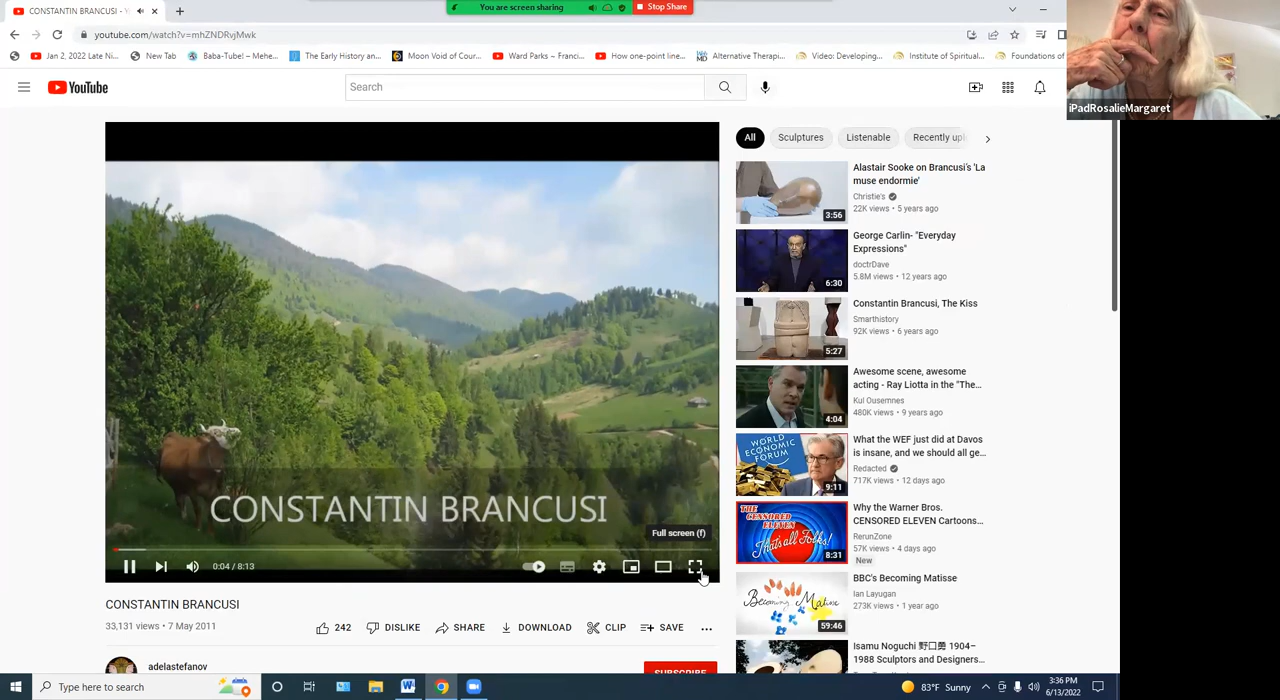 CONSTANTIN BRANCUSI - Y
You are screen sharing
Stop Share
youtube.com/watch?v=mhZNDRvjMwk
Jan 2, 2022 Late Ni...
New Tab
Baba-Tube! – Mehe...
The Early History an...
Moon Void of Cour...
Ward Parks – Franci...
How one-point line...
Alternative Therapi...
Video: Developing...
Institute of Spiritual...
Foundations of
YouTube
Search
iPadRosalieMargaret
All
Sculptures
Listenable
Recently upl
Alastair Sooke on Brancusi's 'La
muse endormie'
Christie's
22K views • 5 years ago
3:56
George Carlin- "Everyday
Expressions"
doctrDave
5.8M views • 12 years ago
6:30
Constantin Brancusi, The Kiss
Smarthistory
92K views • 6 years ago
5:27
Awesome scene, awesome
acting - Ray Liotta in the "The...
Kul Ousemnes
480K views • 9 years ago
4:04
WORLD
ECONOMIC
FORUM
What the WEF just did at Davos
is insane, and we should all ge...
Redacted
717K views • 12 days ago
9:11
THE
CENSORED
ELEVEN
That's all Folks!
Why the Warner Bros.
CENSORED ELEVEN Cartoons...
RerunZone
57K views • 4 days ago
New
8:31
Becoming Matisse
BBC's Becoming Matisse
Ian Layugan
273K views • 1 year ago
59:46
Isamu Noguchi 野口勇 1904–
1988 Sculptors and Designers...
CONSTANTIN BRANCUSI
Full screen (f)
0:04 / 8:13
CONSTANTIN BRANCUSI
33,131 views • 7 May 2011
242
DISLIKE
SHARE
DOWNLOAD
CLIP
SAVE
adelastefanov
SUBSCRIBE
Type here to search
83°F Sunny
3:36 PM
6/13/2022